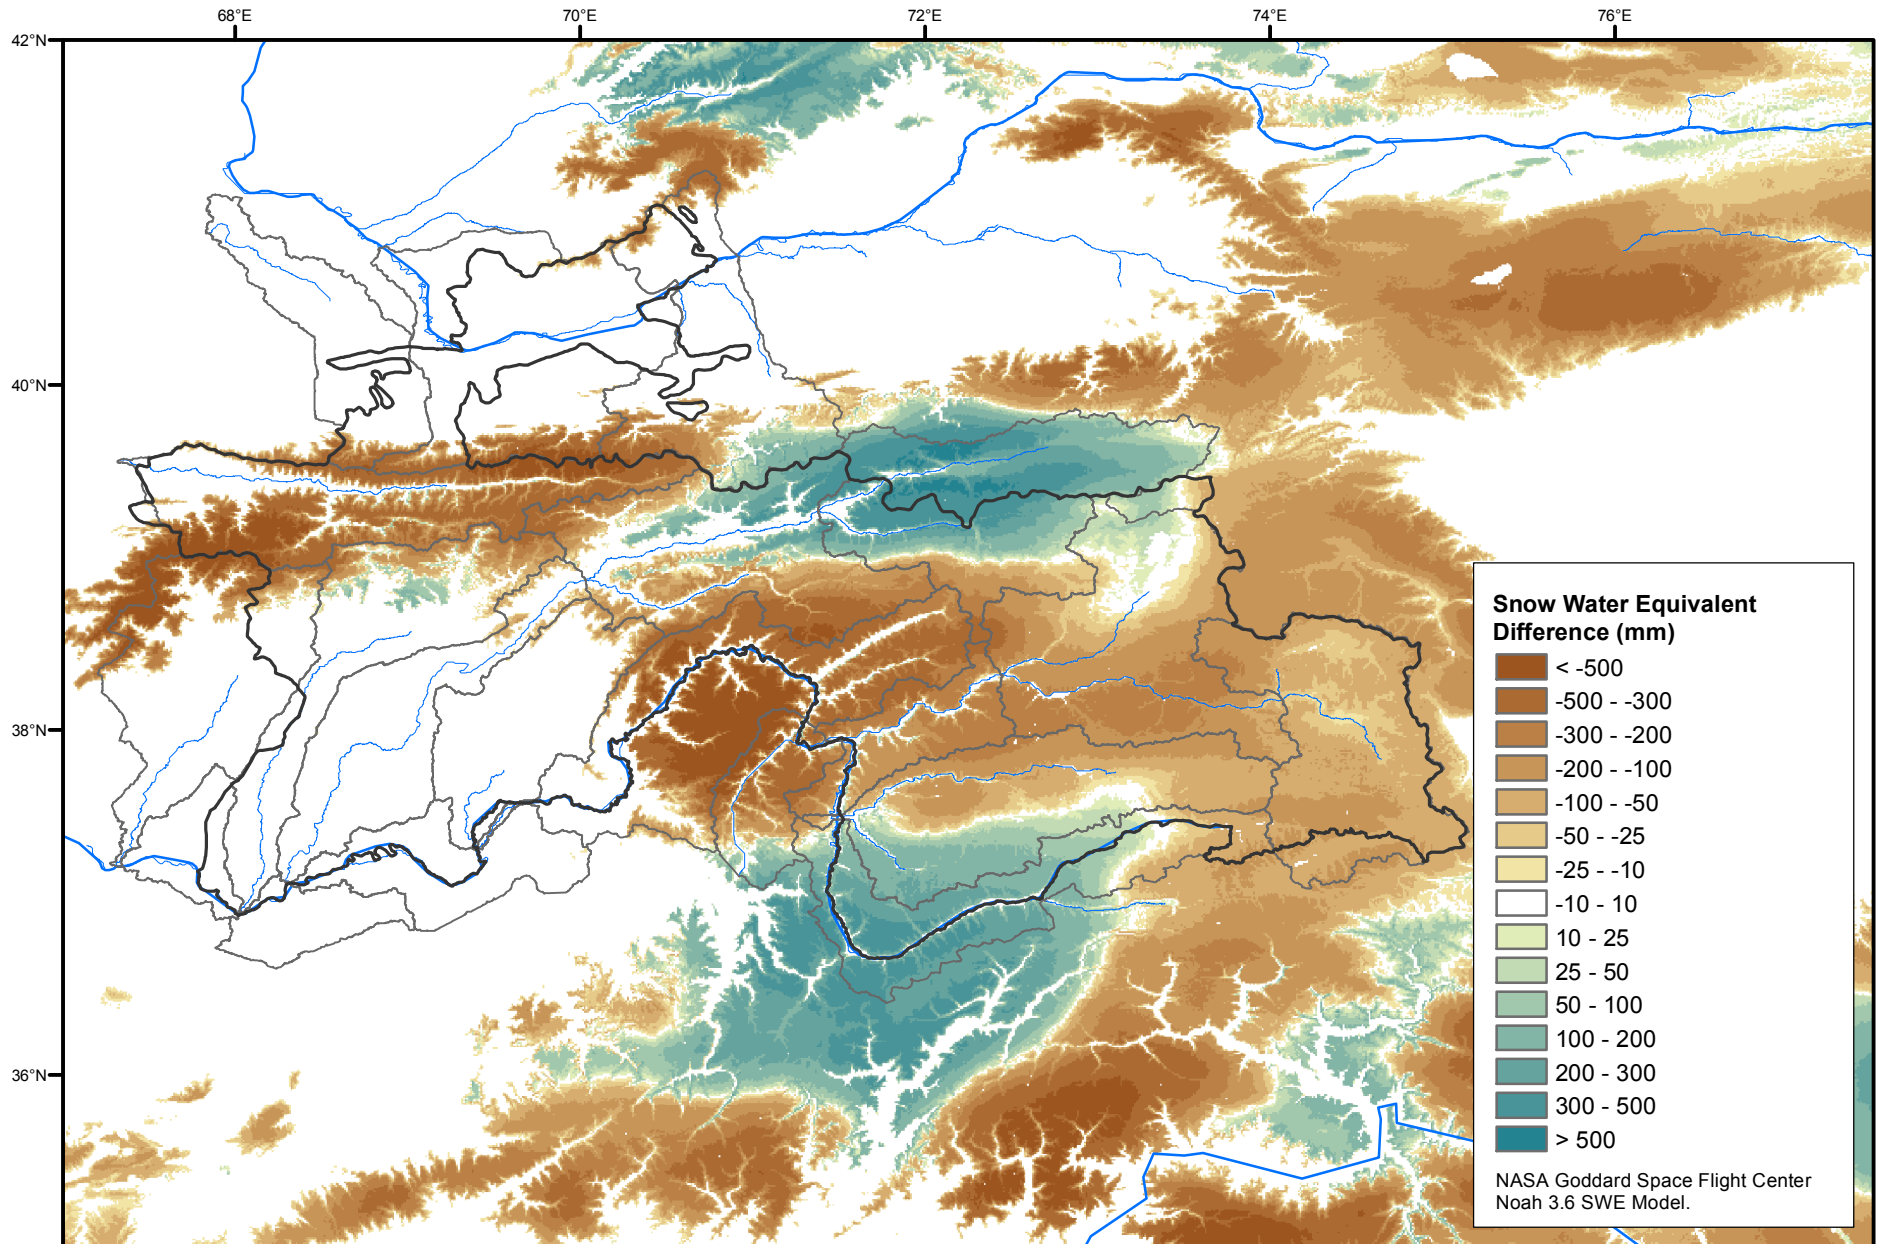 68°E
70°E
72°E
74°E
76°E
42°N
40°N
38°N
36°N
Snow Water Equivalent
Difference (mm)
< -500
-500 - -300
-300 - -200
-200 - -100
-100 - -50
-50 - -25
-25 - -10
-10 - 10
10 - 25
25 - 50
50 - 100
100 - 200
200 - 300
300 - 500
> 500
NASA Goddard Space Flight Center
Noah 3.6 SWE Model.